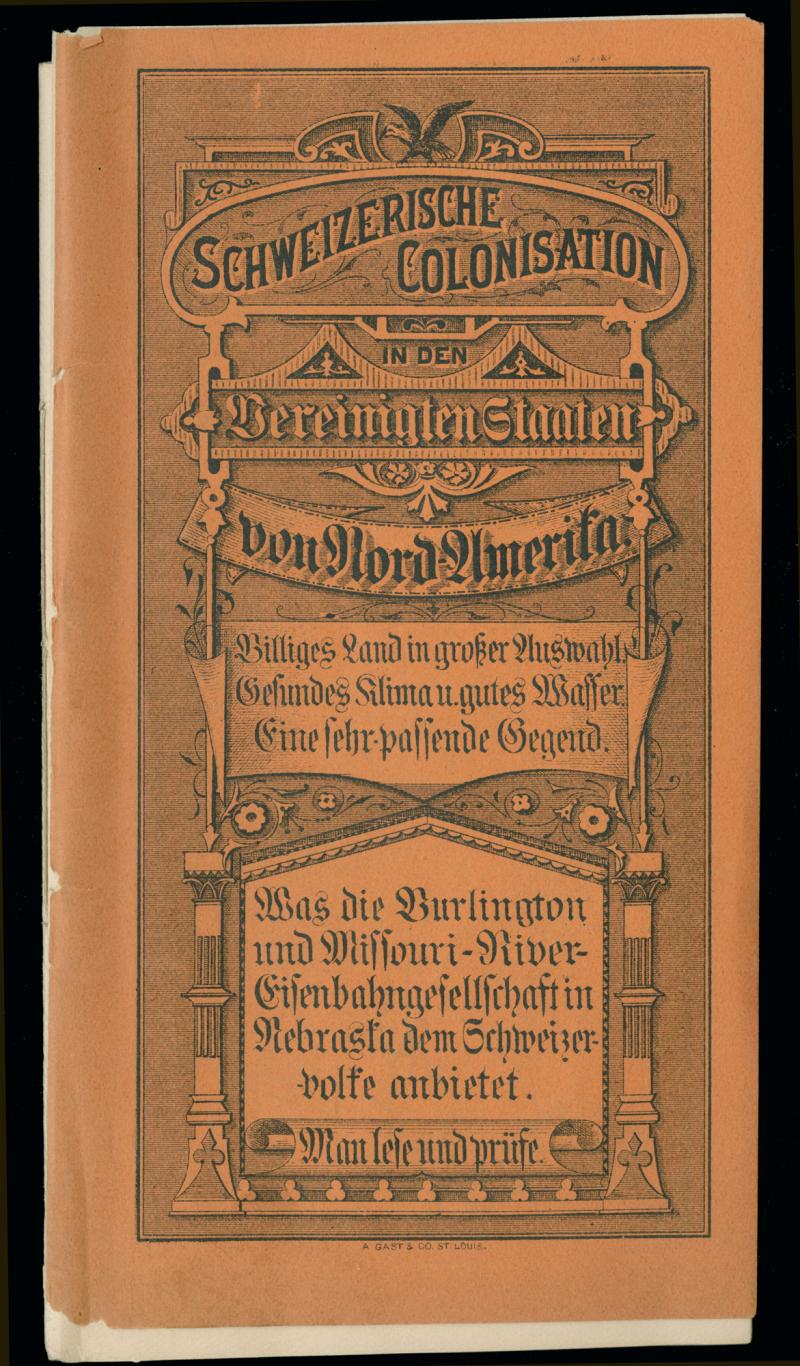 SCHWEIZERISCHE
COLONISATION
IN DEN
Vereinigten Staaten
von Nord-Amerika.
Billiges Land in großer Auswahl.
Gesundes Klima u. gutes Wasser.
Eine sehr passende Gegend.
Was die Burlington
und Missouri-River-
Eisenbahngesellschaft in
Nebraska dem Schweizer-
-volke anbietet.
Man lese und prüfe.
A. GAST & CO. ST. LOUIS.